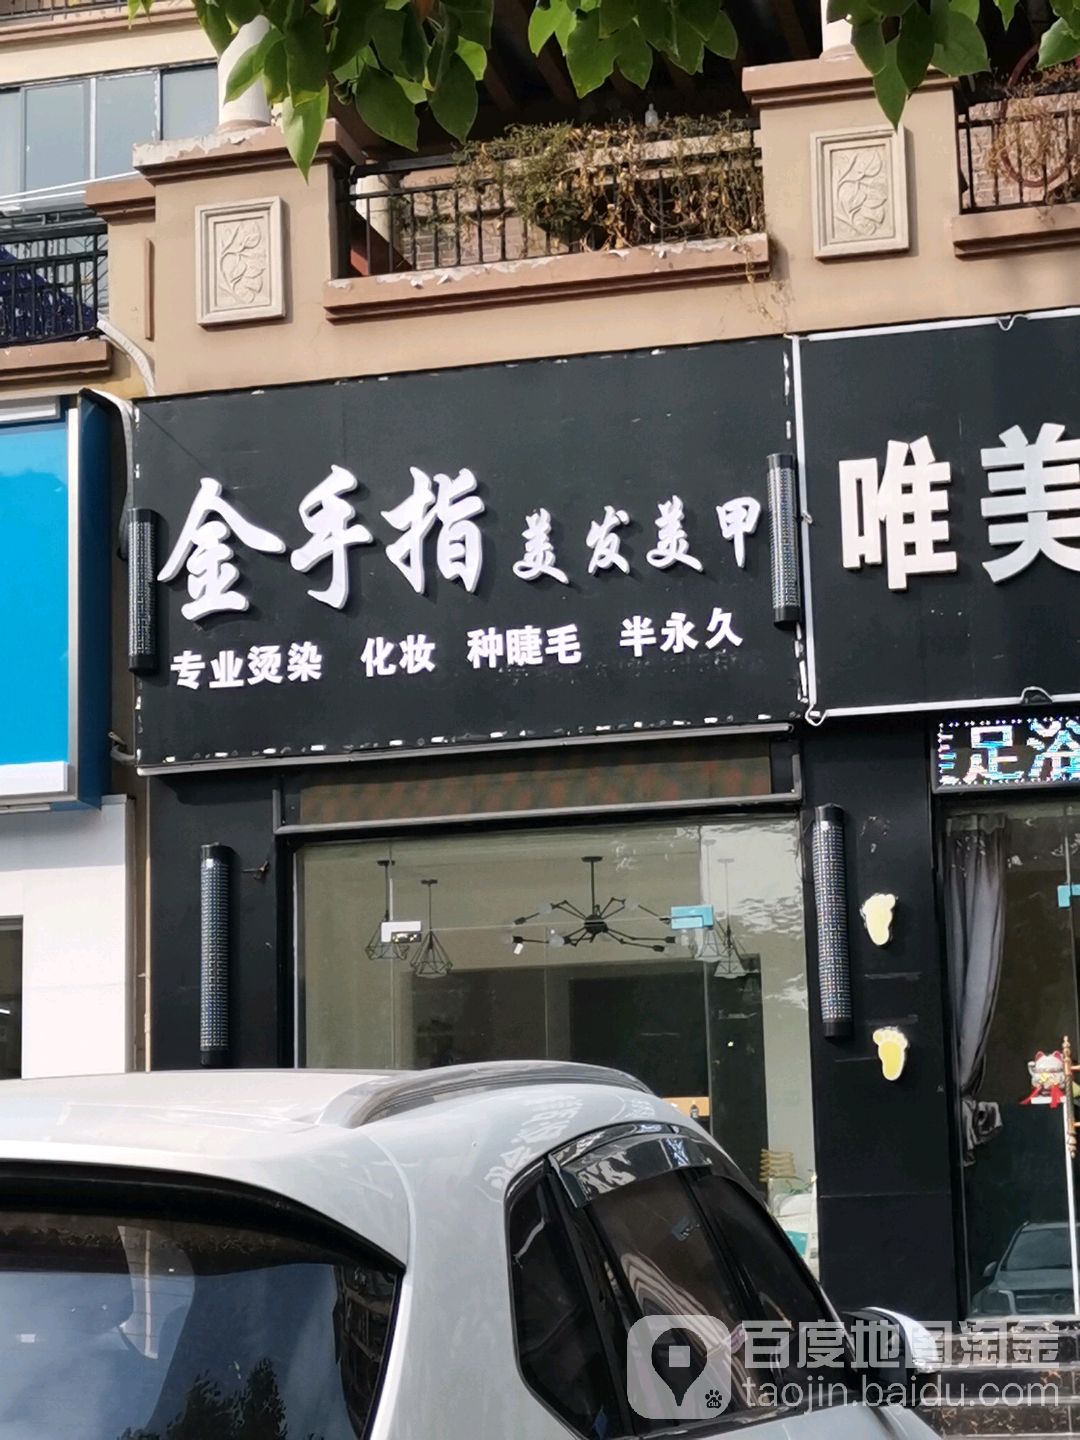 金手指 美发美甲
专业烫染 化妆 种睫毛 半永久
唯美
足浴
百度地图淘金
taojin.baidu.com